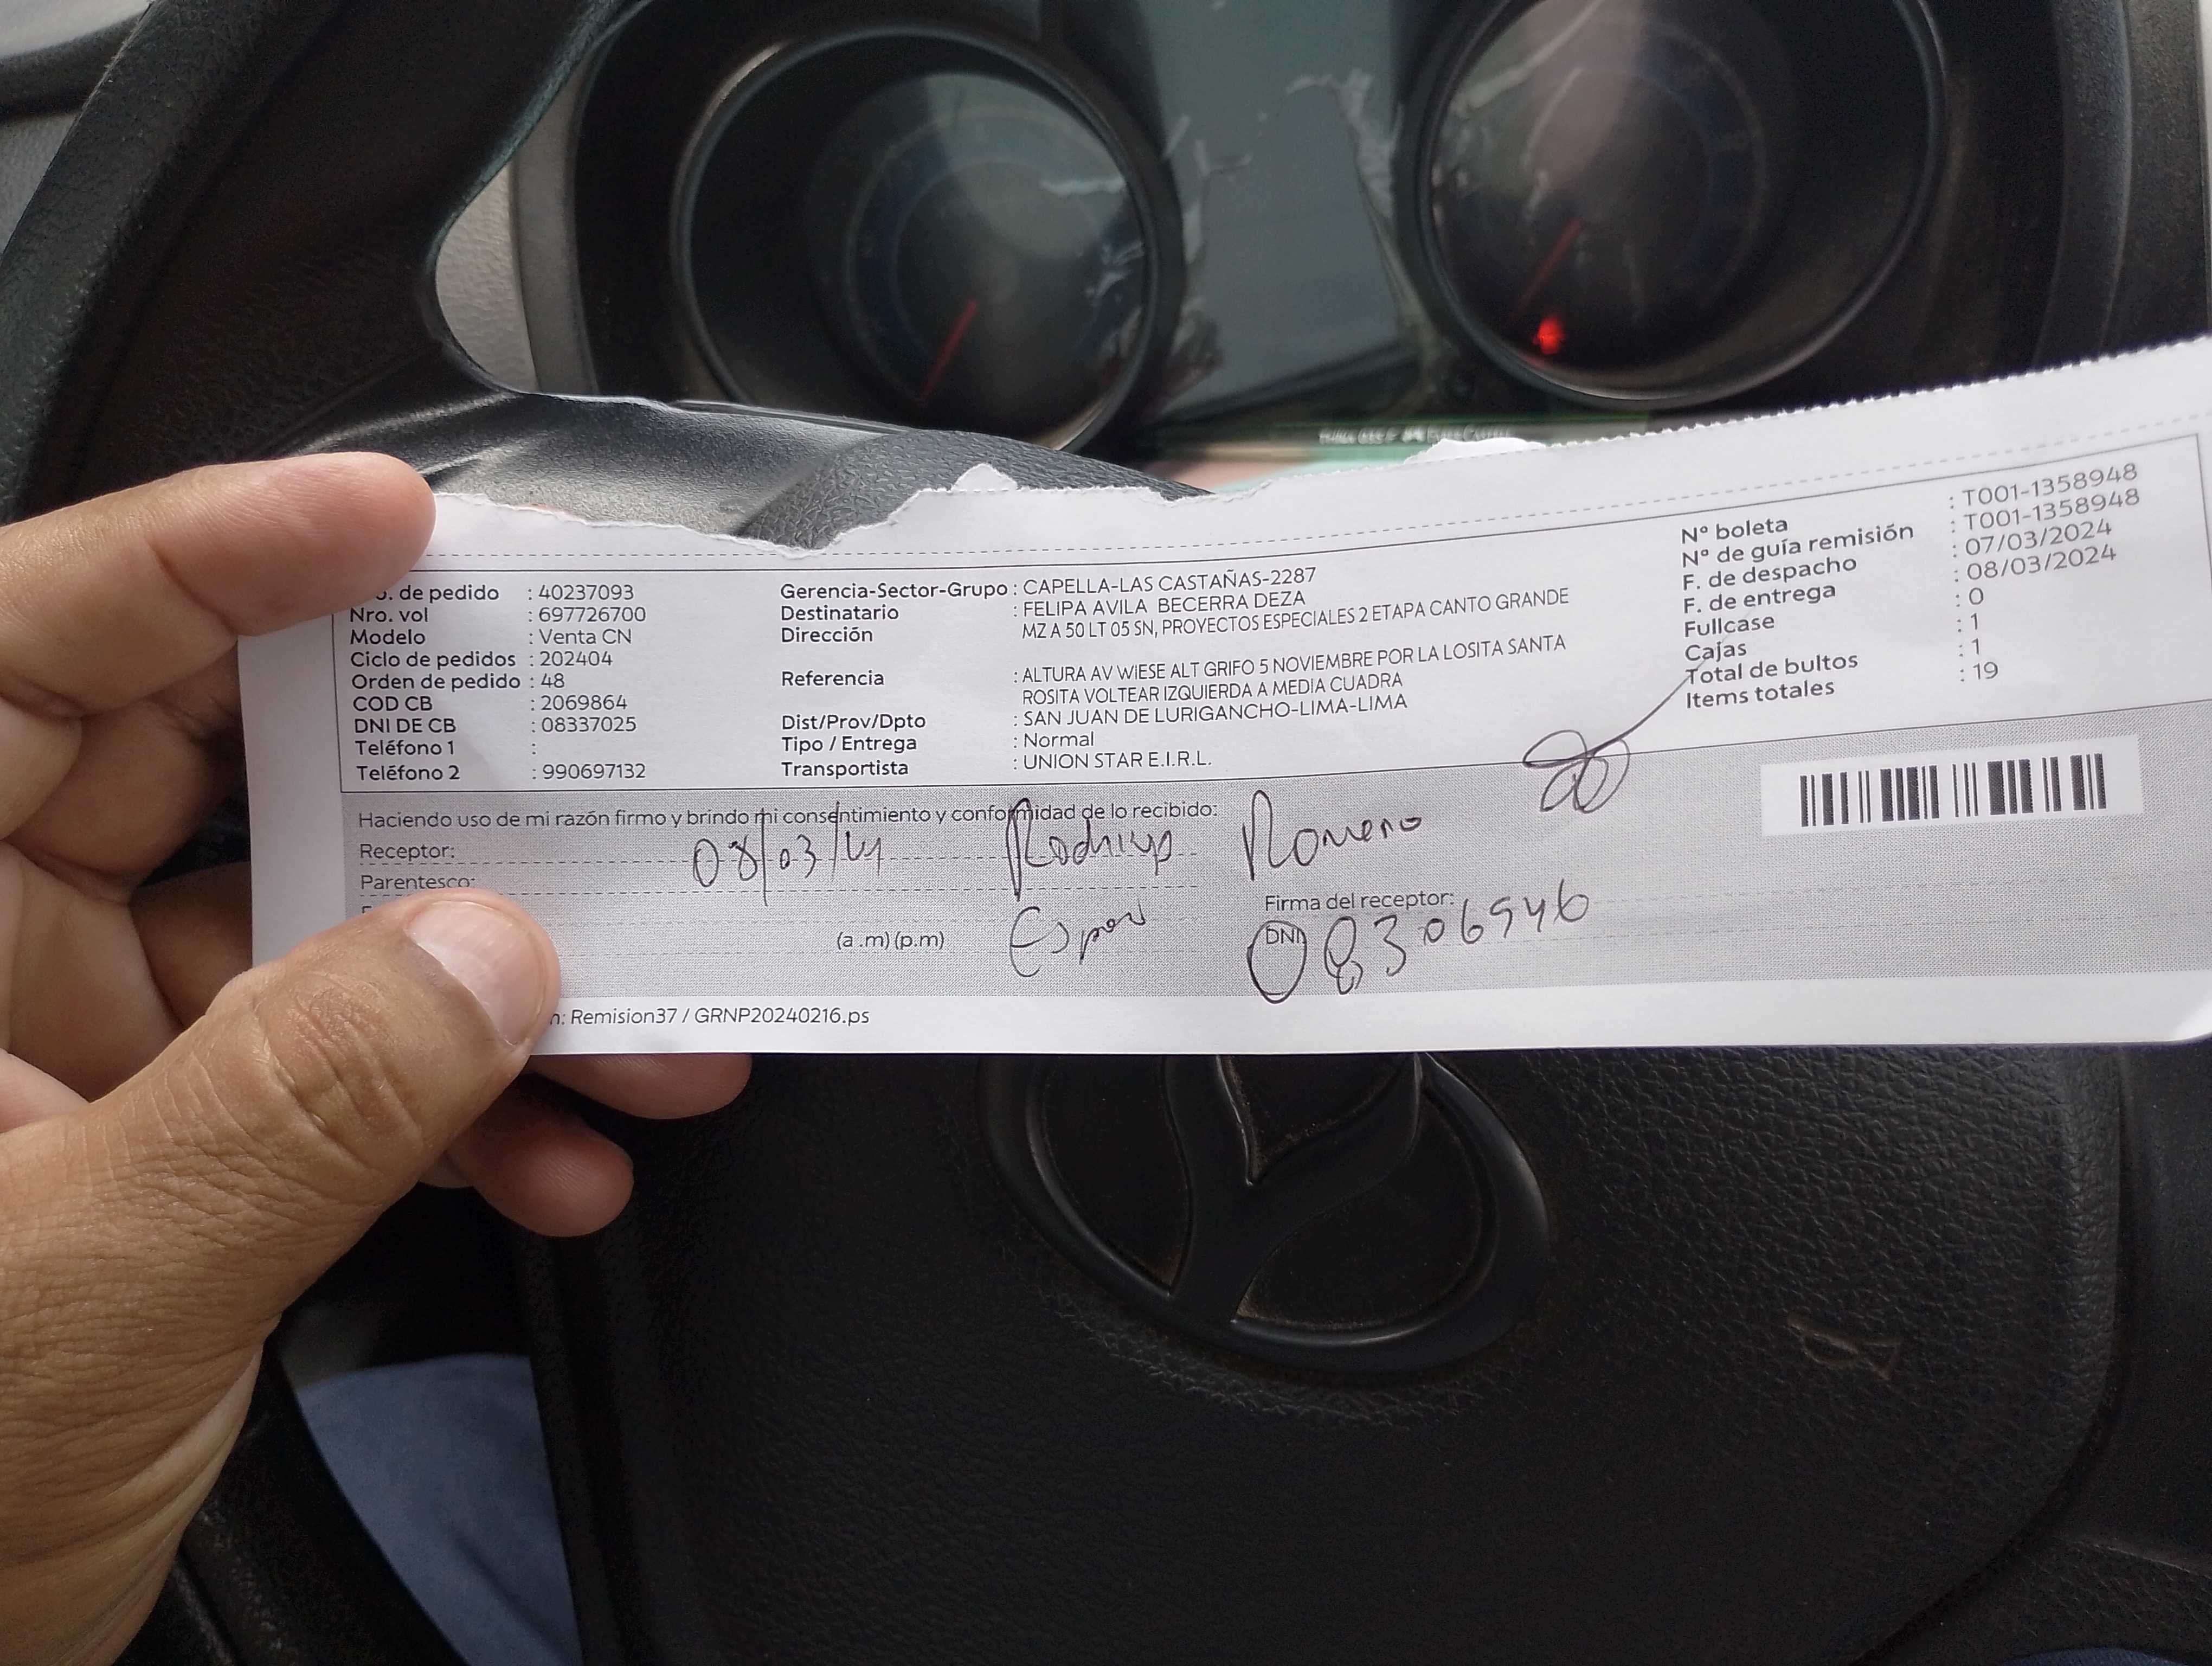 . de pedido : 40237093
Nro. vol : 697726700
Modelo : Venta CN
Ciclo de pedidos : 202404
Orden de pedido : 48
COD CB : 2069864
DNI DE CB : 08337025
Teléfono 1 :
Teléfono 2 : 990697132
Gerencia-Sector-Grupo : CAPELLA-LAS CASTAÑAS-2287
Destinatario : FELIPA AVILA BECERRA DEZA
Dirección MZ A 50 LT 05 SN, PROYECTOS ESPECIALES 2 ETAPA CANTO GRANDE
Referencia : ALTURA AV WIESE ALT GRIFO 5 NOVIEMBRE POR LA LOSITA SANTA
ROSITA VOLTEAR IZQUIERDA A MEDIA CUADRA
Dist/Prov/Dpto : SAN JUAN DE LURIGANCHO-LIMA-LIMA
Tipo / Entrega : Normal
Transportista : UNION STAR E.I.R.L.
Nº boleta : T001-1358948
Nº de guía remisión : T001-1358948
F. de despacho : 07/03/2024
F. de entrega : 08/03/2024
Fullcase : 0
Cajas : 1
Total de bultos : 1
Items totales : 19
Haciendo uso de mi razón firmo y brindo mi consentimiento y conformidad de lo recibido:
Receptor: 08/03/24 Romero
Parentesco:
Firma del receptor:
(a .m) (p.m)
DNI 08306946
n: Remision37 / GRNP20240216.ps